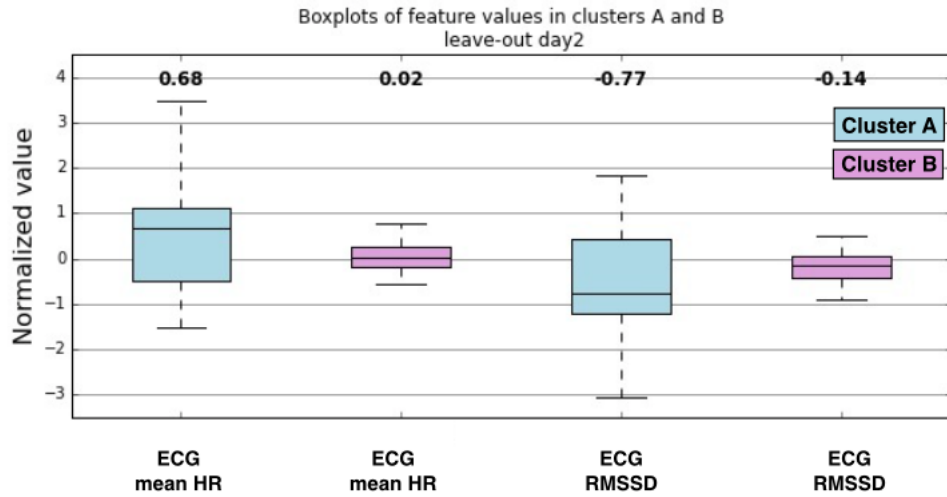 Boxplots of feature values in clusters A and B
leave-out day2
0.68 0.02 -0.77 -0.14
4
3
2
1
0
−1
−2
−3
Normalized value
Cluster A
Cluster B
ECG mean HR
ECG mean HR
ECG RMSSD
ECG RMSSD